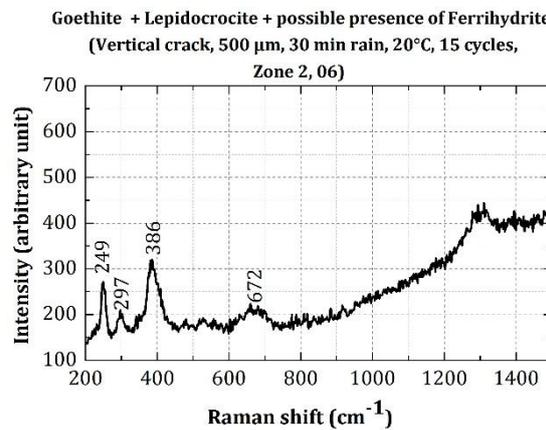 Goethite + Lepidocrocite + possible presence of Ferrihydrite
(Vertical crack, 500 µm, 30 min rain, 20°C, 15 cycles,
Zone 2, 06)
700
600
500
400
300
200
100
Intensity (arbitrary unit)
249
297
386
672
200 400 600 800 1000 1200 1400
Raman shift (cm⁻¹)